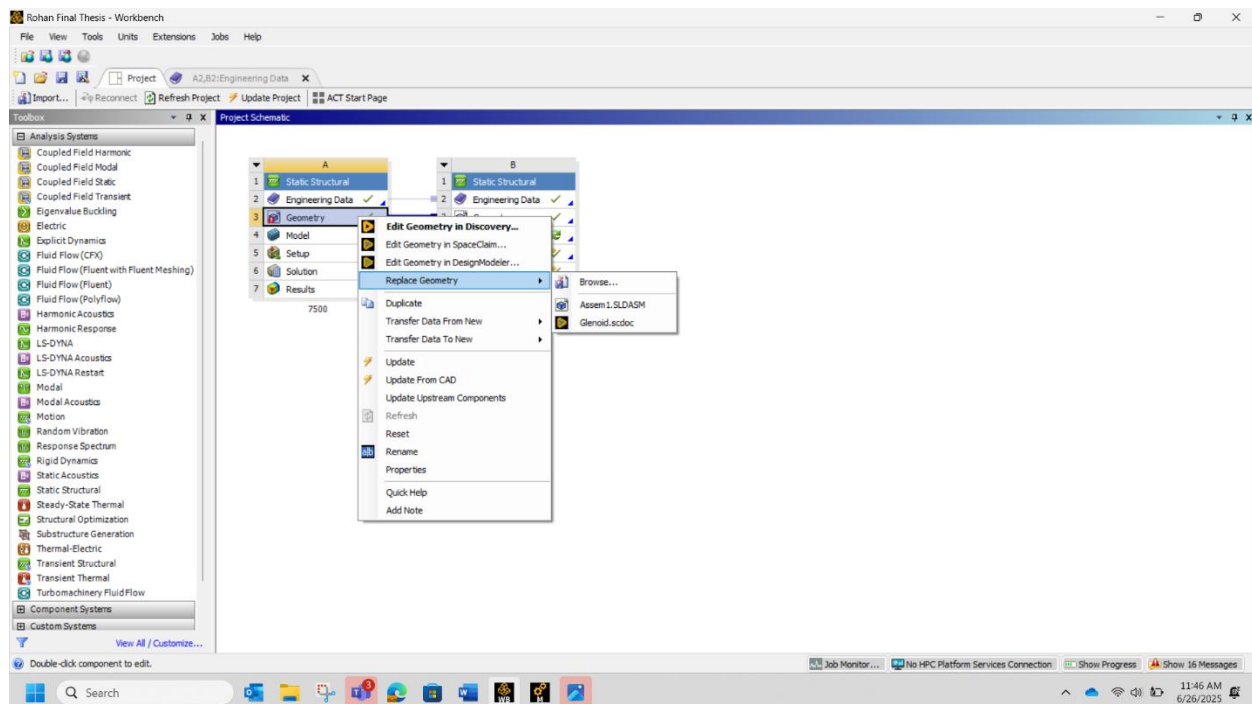 Rohan Final Thesis - Workbench
File View Tools Units Extensions Jobs Help
Project
A2,B2:Engineering Data
Import... Reconnect Refresh Project Update Project ACT Start Page
Toolbox
Project Schematic
Analysis Systems
Coupled Field Harmonic
Coupled Field Modal
Coupled Field Static
Coupled Field Transient
Eigenvalue Buckling
Electric
Explicit Dynamics
Fluid Flow (CFX)
Fluid Flow (Fluent with Fluent Meshing)
Fluid Flow (Fluent)
Fluid Flow (Polyflow)
Harmonic Acoustics
Harmonic Response
LS-DYNA
LS-DYNA Acoustics
LS-DYNA Restart
Modal
Modal Acoustics
Motion
Random Vibration
Response Spectrum
Rigid Dynamics
Static Acoustics
Static Structural
Steady-State Thermal
Structural Optimization
Substructure Generation
Thermal-Electric
Transient Structural
Transient Thermal
Turbomachinery Fluid Flow
Component Systems
Custom Systems
View All / Customize...
A
1 Static Structural
2 Engineering Data
3 Geometry
4 Model
5 Setup
6 Solution
7 Results
7500
B
1 Static Structural
2 Engineering Data
Edit Geometry in Discovery...
Edit Geometry in SpaceClaim...
Edit Geometry in DesignModeler...
Replace Geometry
Duplicate
Transfer Data From New
Transfer Data To New
Update
Update From CAD
Update Upstream Components
Refresh
Reset
Rename
Properties
Quick Help
Add Note
Browse...
Assem1.SLDASM
Glenoid.scdoc
Double-click component to edit.
Job Monitor... No HPC Platform Services Connection Show Progress Show 16 Messages
Search
3
WB
M
11:46 AM
6/26/2025